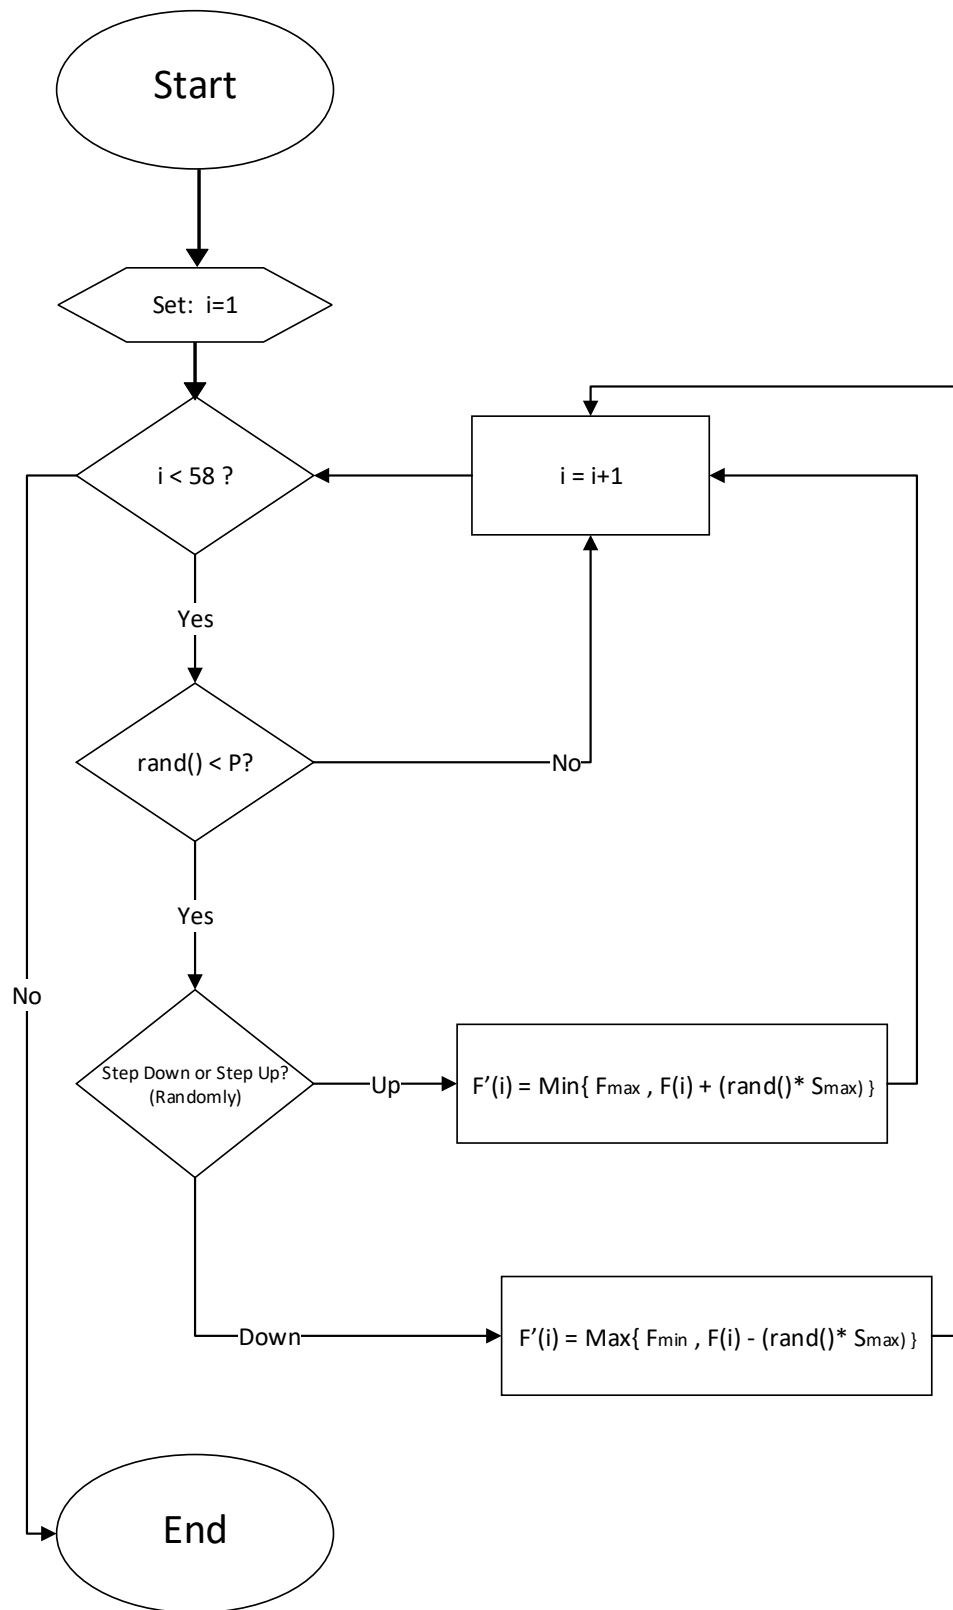 Start
Set:  i=1
i < 58 ?
i = i+1
Yes
rand() < P?
No
Yes
No
Step Down or Step Up?
(Randomly)
Up
F’(i) = Min{ Fmax , F(i) + (rand()* Smax) }
Down
F’(i) = Max{ Fmin , F(i) - (rand()* Smax) }
End